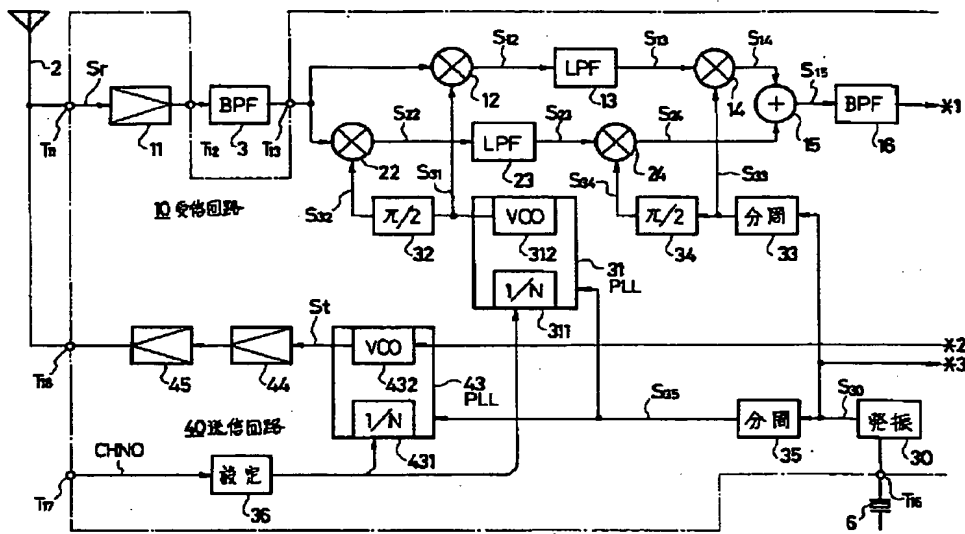 2
Sr
11
T11
T12
BPF
3
T13
S12
12
LPF
13
S13
S14
14
15
S15
BPF
16
*1
S22
22
LPF
23
S23
24
S24
S32
S31
π/2
32
VCO
312
S34
π/2
34
S33
分周
33
10 受信回路
1/N
311
31
PLL
St
45
44
VCO
432
43
PLL
*2
*3
T18
40 送信回路
1/N
431
S35
分周
35
S30
発振
30
CHNO
T17
設定
36
T16
6